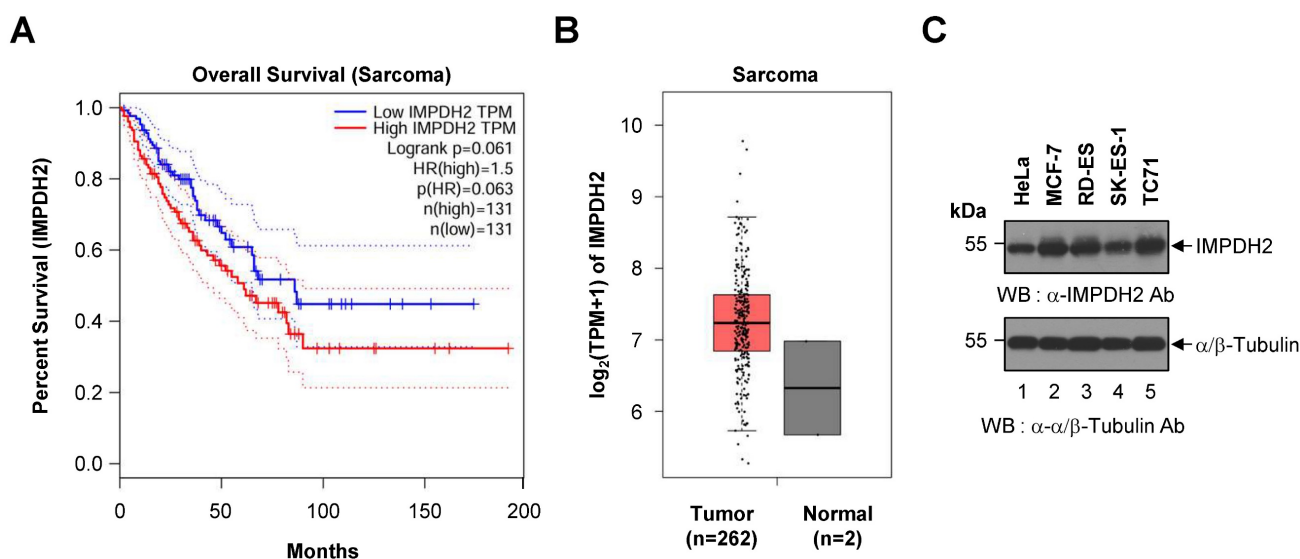 A
Overall Survival (Sarcoma)
Percent Survival (IMPDH2)
1.0
0.8
0.6
0.4
0.2
0.0
Low IMPDH2 TPM
High IMPDH2 TPM
Logrank p=0.061
HR(high)=1.5
p(HR)=0.063
n(high)=131
n(low)=131
0 50 100 150 200
Months
B
Sarcoma
log₂(TPM+1) of IMPDH2
10
9
8
7
6
Tumor
(n=262)
Normal
(n=2)
C
HeLa
MCF-7
RD-ES
SK-ES-1
TC71
kDa
55
IMPDH2
WB : α-IMPDH2 Ab
55
α/β-Tubulin
1 2 3 4 5
WB : α-α/β-Tubulin Ab